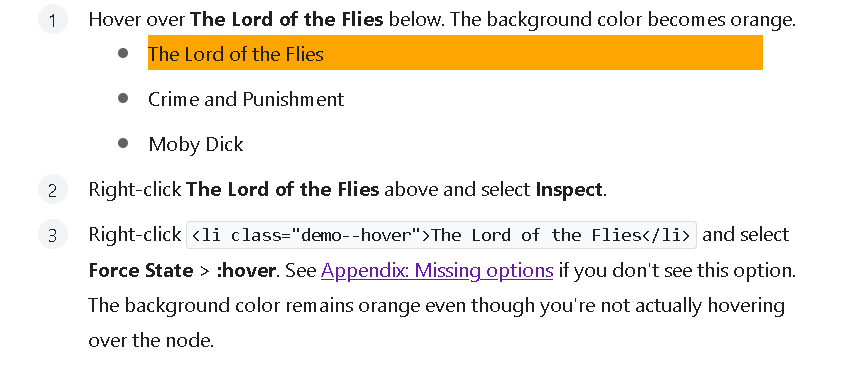 1 Hover over The Lord of the Flies below. The background color becomes orange.
The Lord of the Flies
Crime and Punishment
Moby Dick
2 Right-click The Lord of the Flies above and select Inspect.
3 Right-click <li class="demo--hover">The Lord of the Flies</li> and select
Force State > :hover. See Appendix: Missing options if you don't see this option.
The background color remains orange even though you're not actually hovering
over the node.